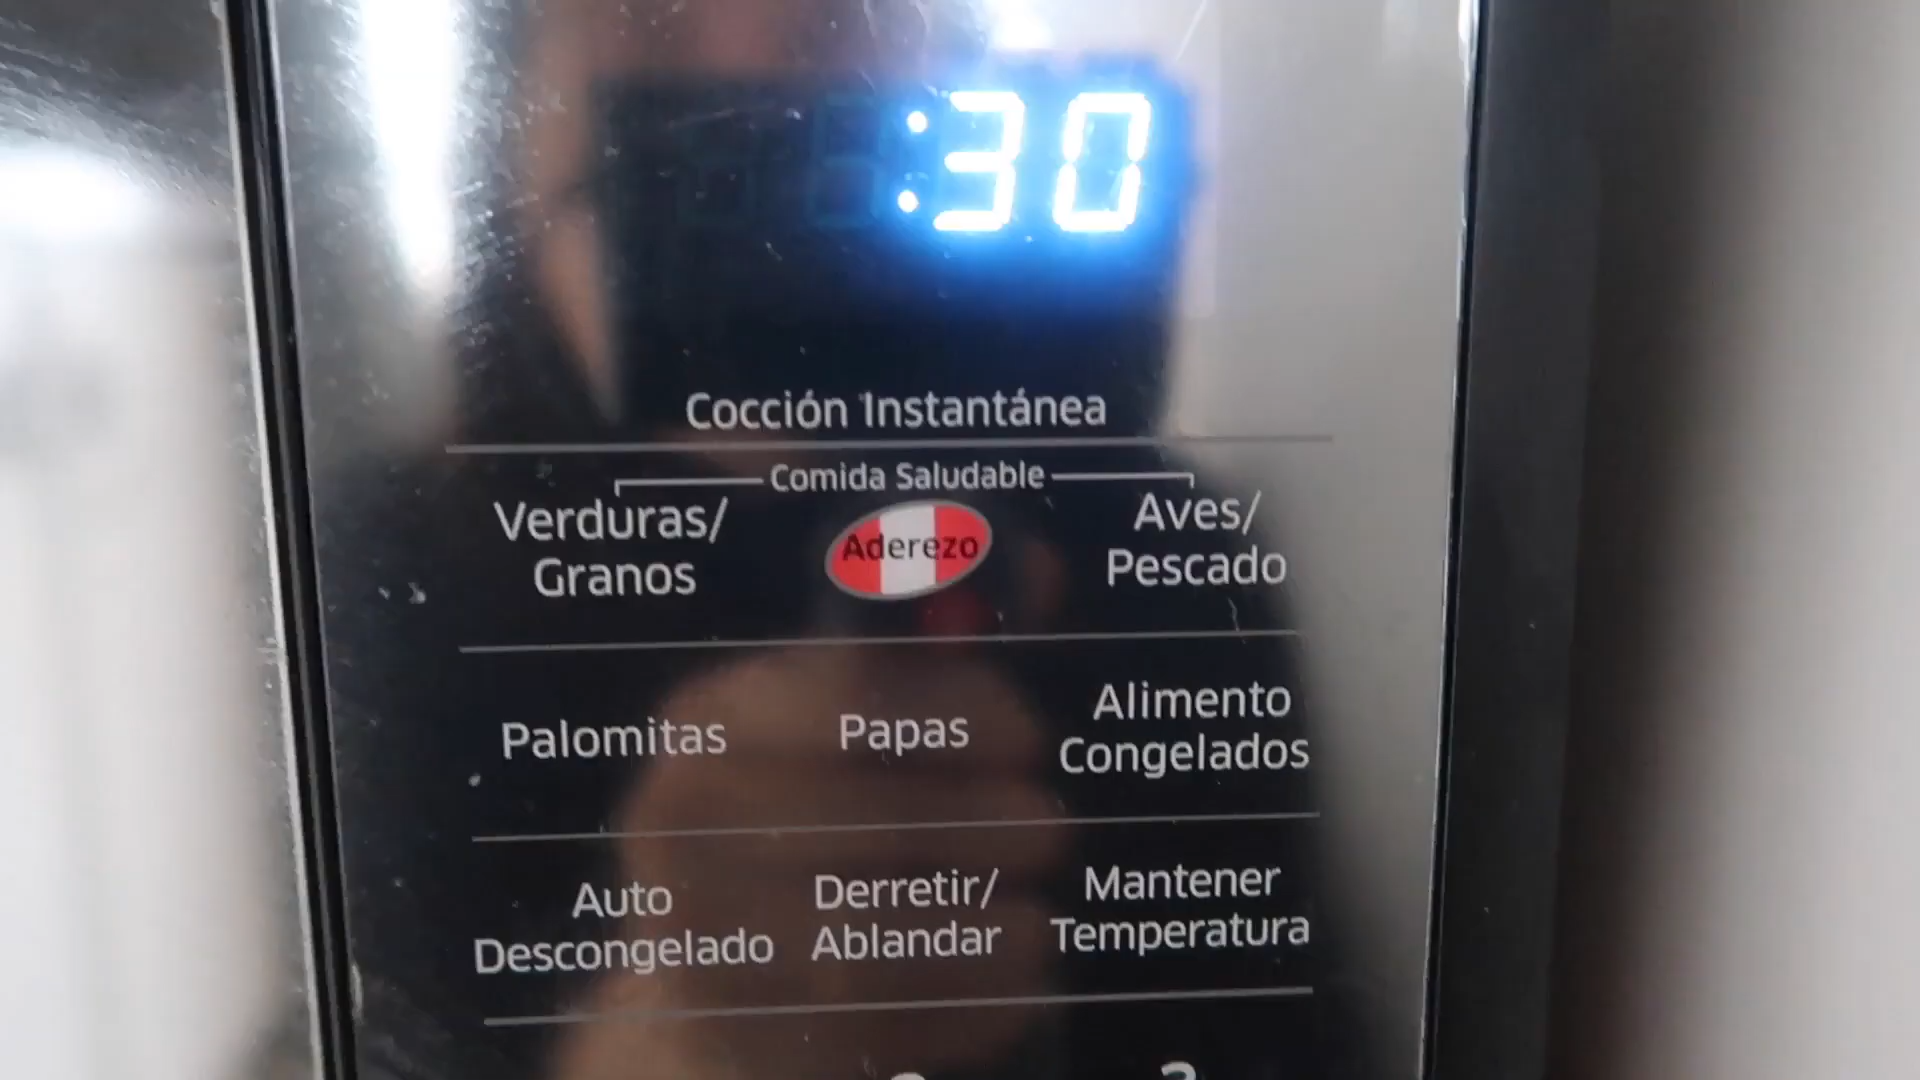 :30
Cocción Instantánea
Comida Saludable
Verduras/
Granos
Aderezo
Aves/
Pescado
Palomitas
Papas
Alimento
Congelados
Auto
Descongelado
Derretir/
Ablandar
Mantener
Temperatura